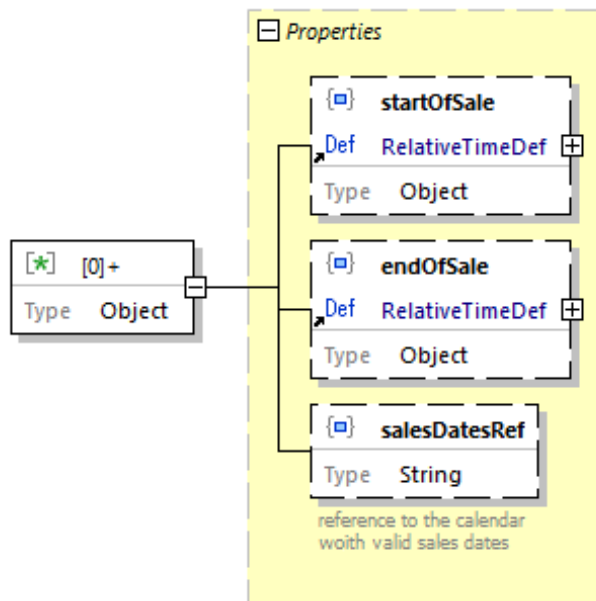 Properties
startOfSale
Def RelativeTimeDef
Type Object
[0]+
Type Object
endOfSale
Def RelativeTimeDef
Type Object
salesDatesRef
Type String
reference to the calendar
woith valid sales dates